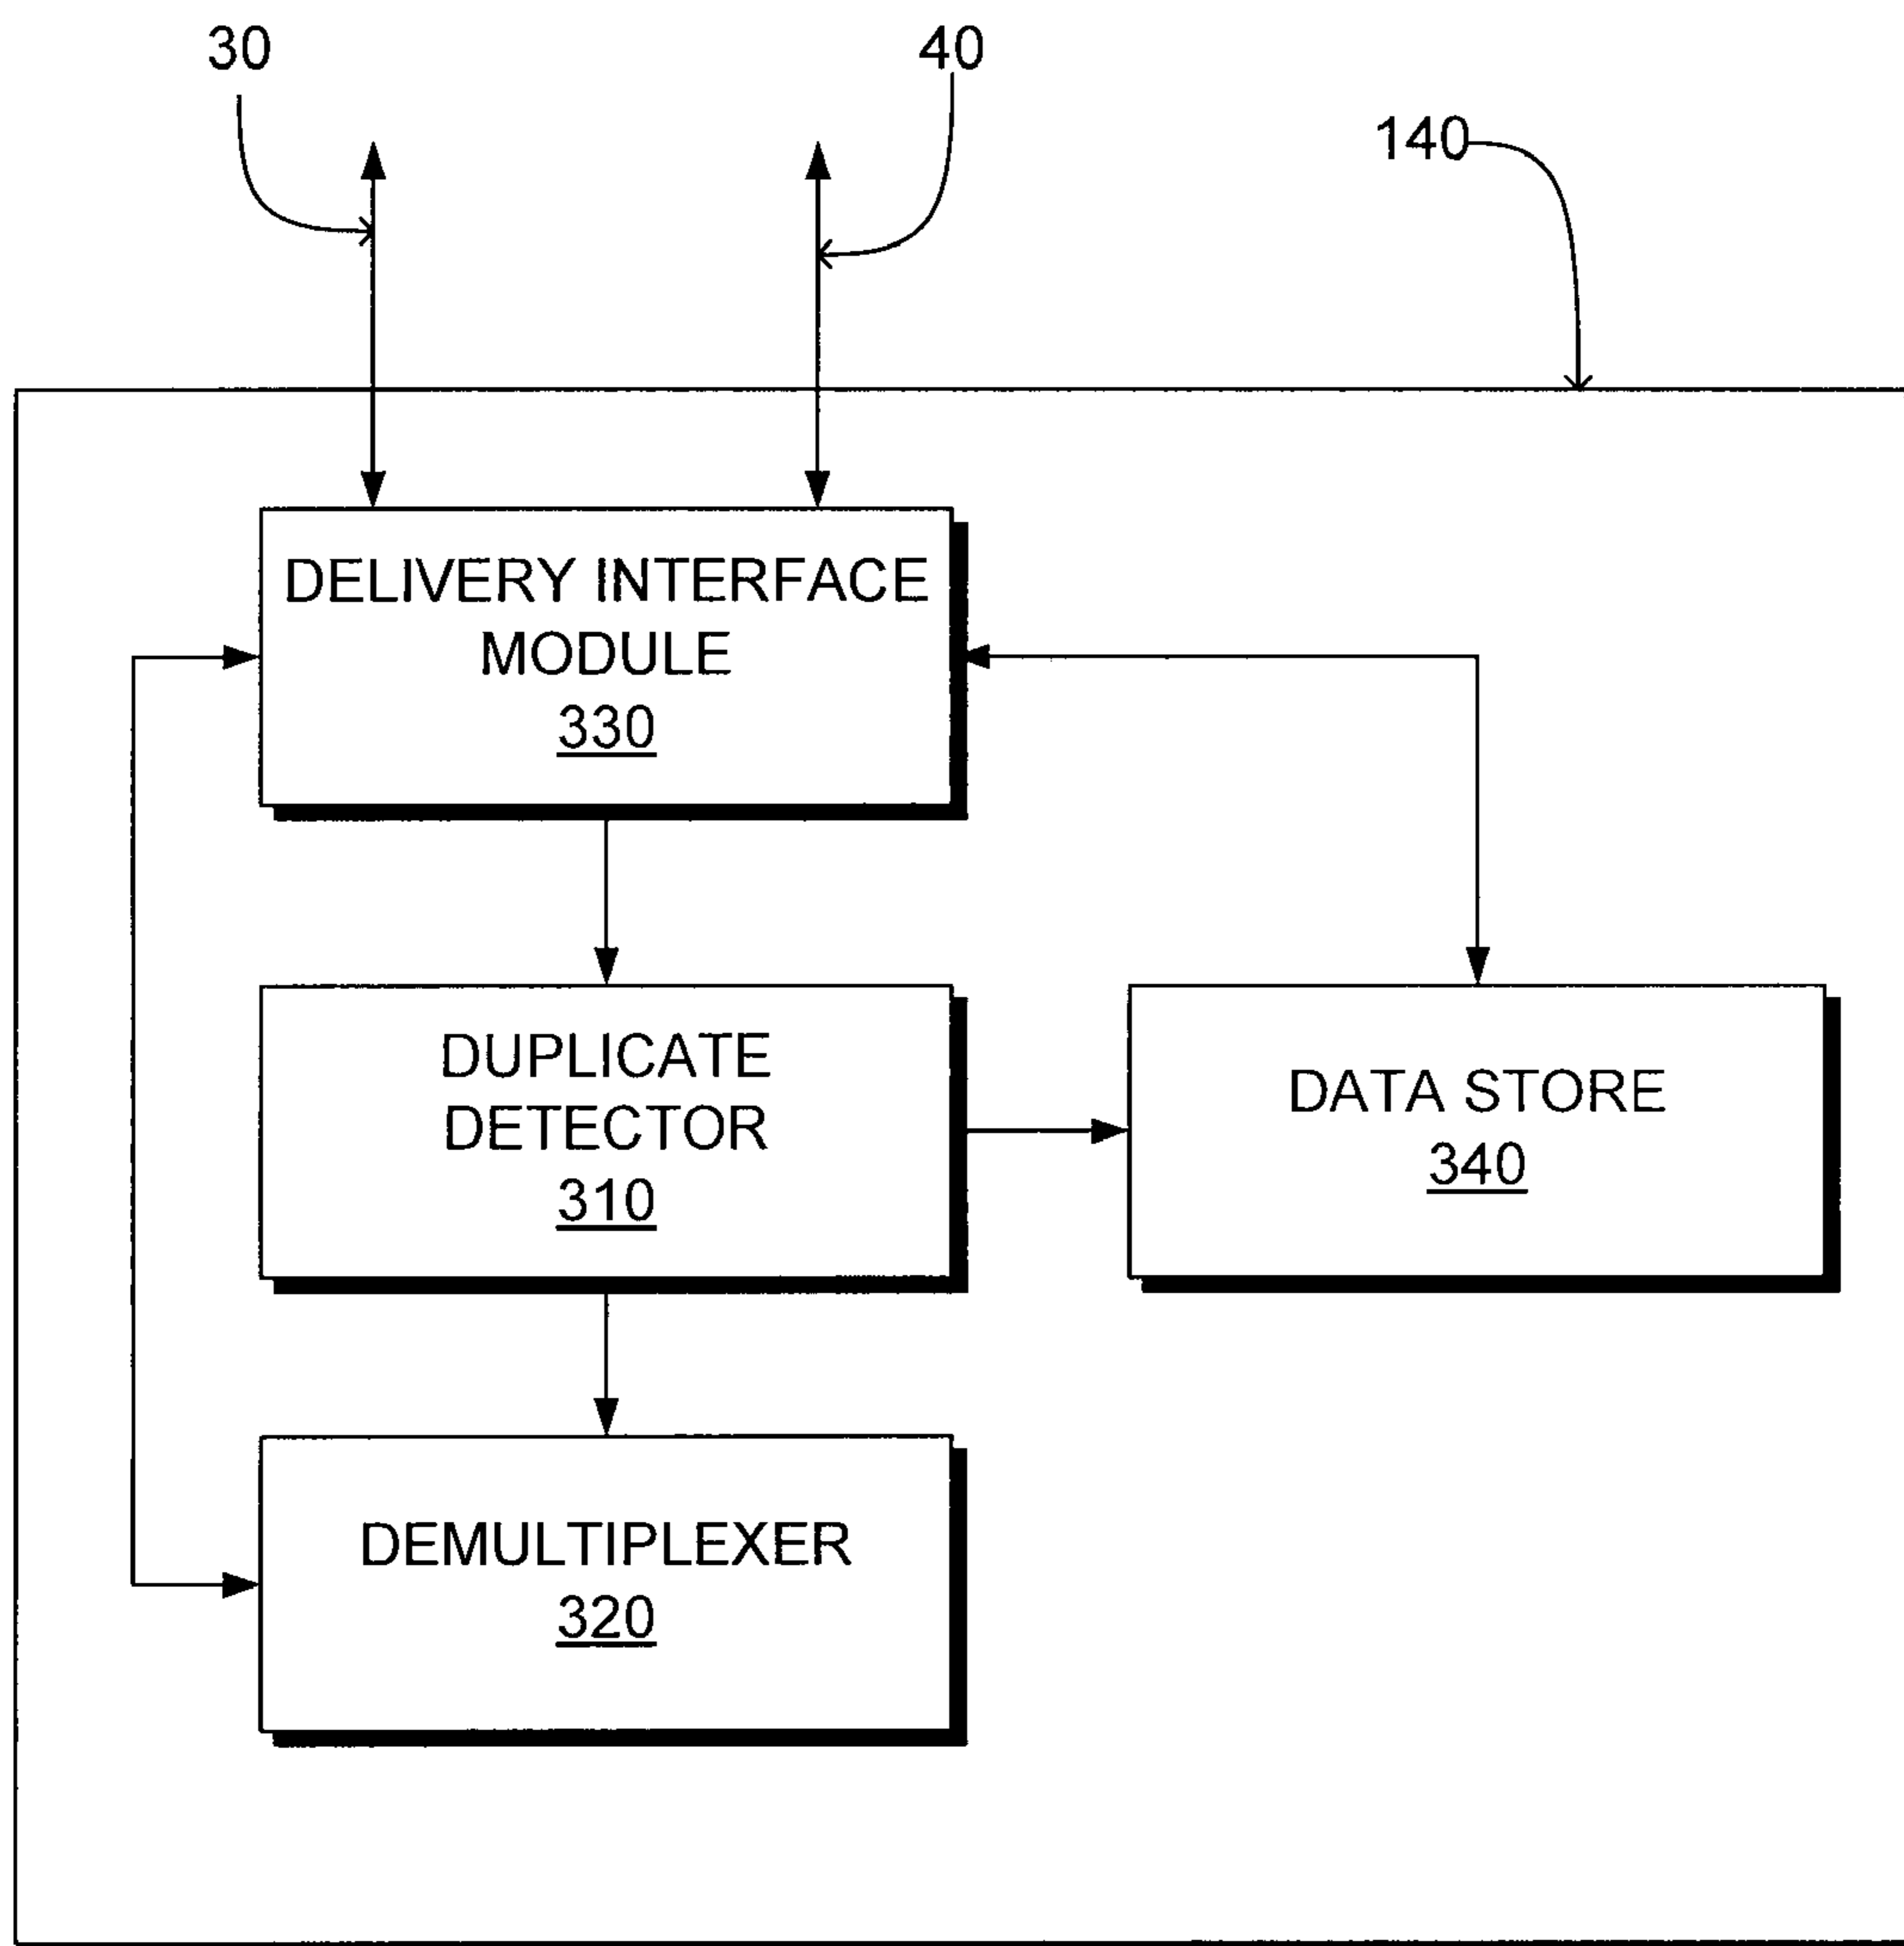 30
40
140
DELIVERY INTERFACE
MODULE
330
DUPLICATE
DETECTOR
310
DATA STORE
340
DEMULTIPLEXER
320